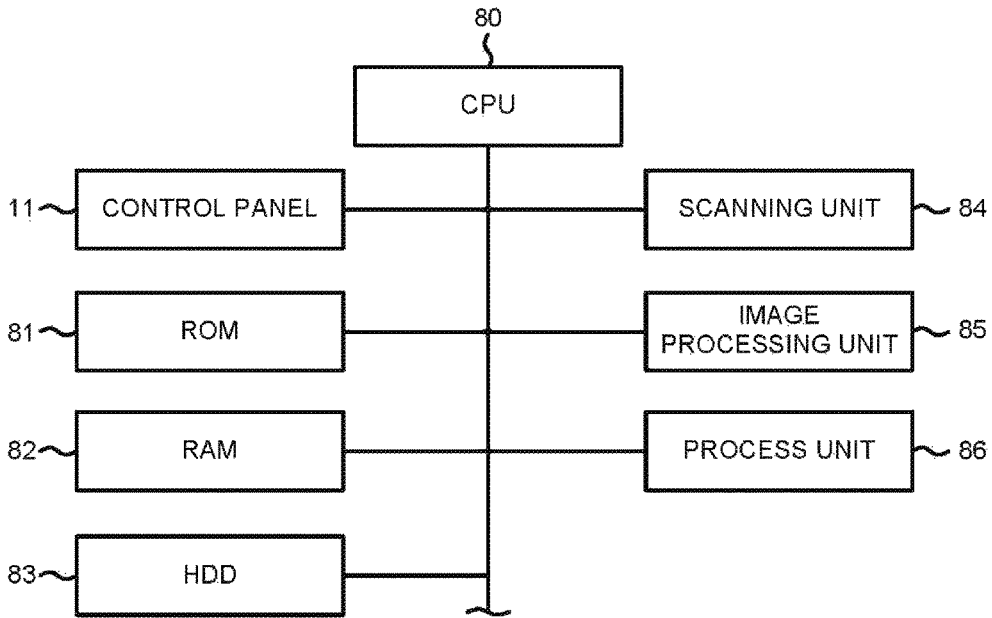 80
CPU
11
CONTROL PANEL
SCANNING UNIT
84
81
ROM
IMAGE
PROCESSING UNIT
85
82
RAM
PROCESS UNIT
86
83
HDD